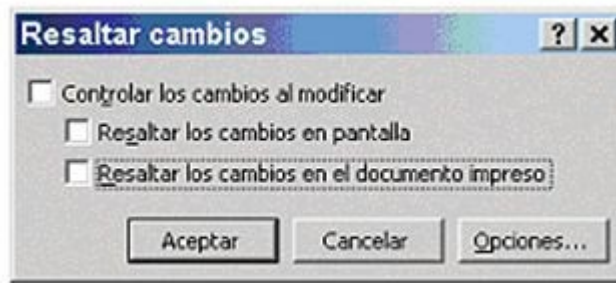 Resaltar cambios
Controlar los cambios al modificar
Resaltar los cambios en pantalla
Resaltar los cambios en el documento impreso
Aceptar Cancelar Opciones...